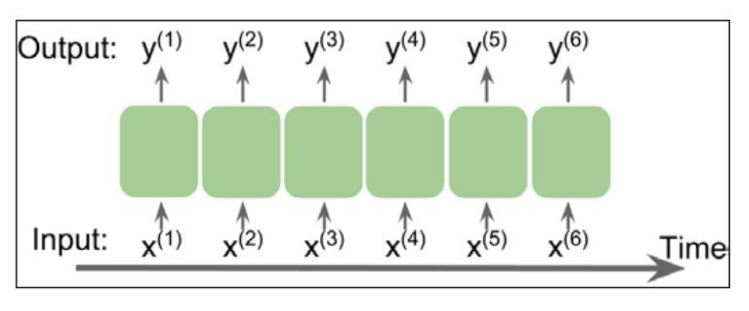 Output: y(1) y(2) y(3) y(4) y(5) y(6)
Input: x(1) x(2) x(3) x(4) x(5) x(6) Time